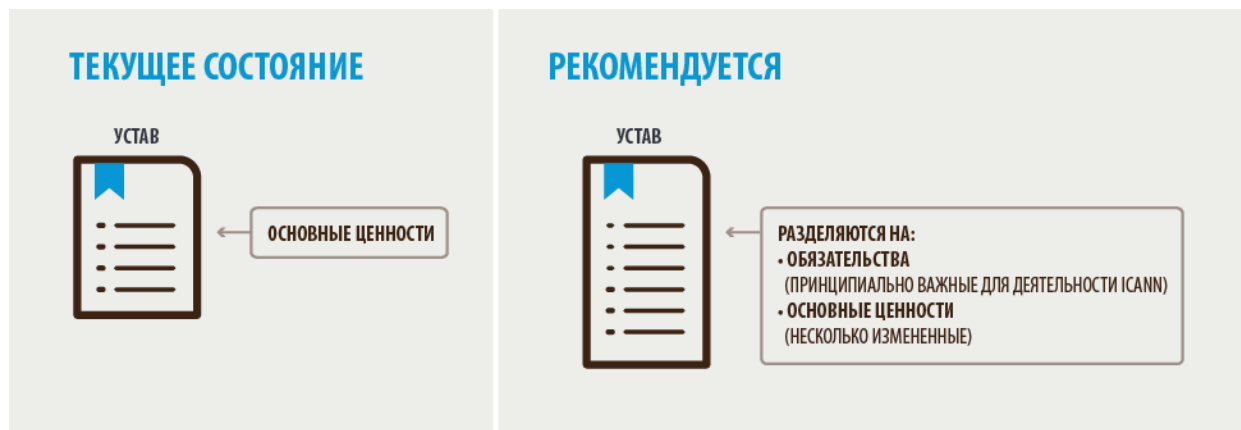 ТЕКУЩЕЕ СОСТОЯНИЕ
УСТАВ
ОСНОВНЫЕ ЦЕННОСТИ
РЕКОМЕНДУЕТСЯ
УСТАВ
РАЗДЕЛЯЮТСЯ НА:
• ОБЯЗАТЕЛЬСТВА
(ПРИНЦИПИАЛЬНО ВАЖНЫЕ ДЛЯ ДЕЯТЕЛЬНОСТИ ICANN)
• ОСНОВНЫЕ ЦЕННОСТИ
(НЕСКОЛЬКО ИЗМЕНЕННЫЕ)